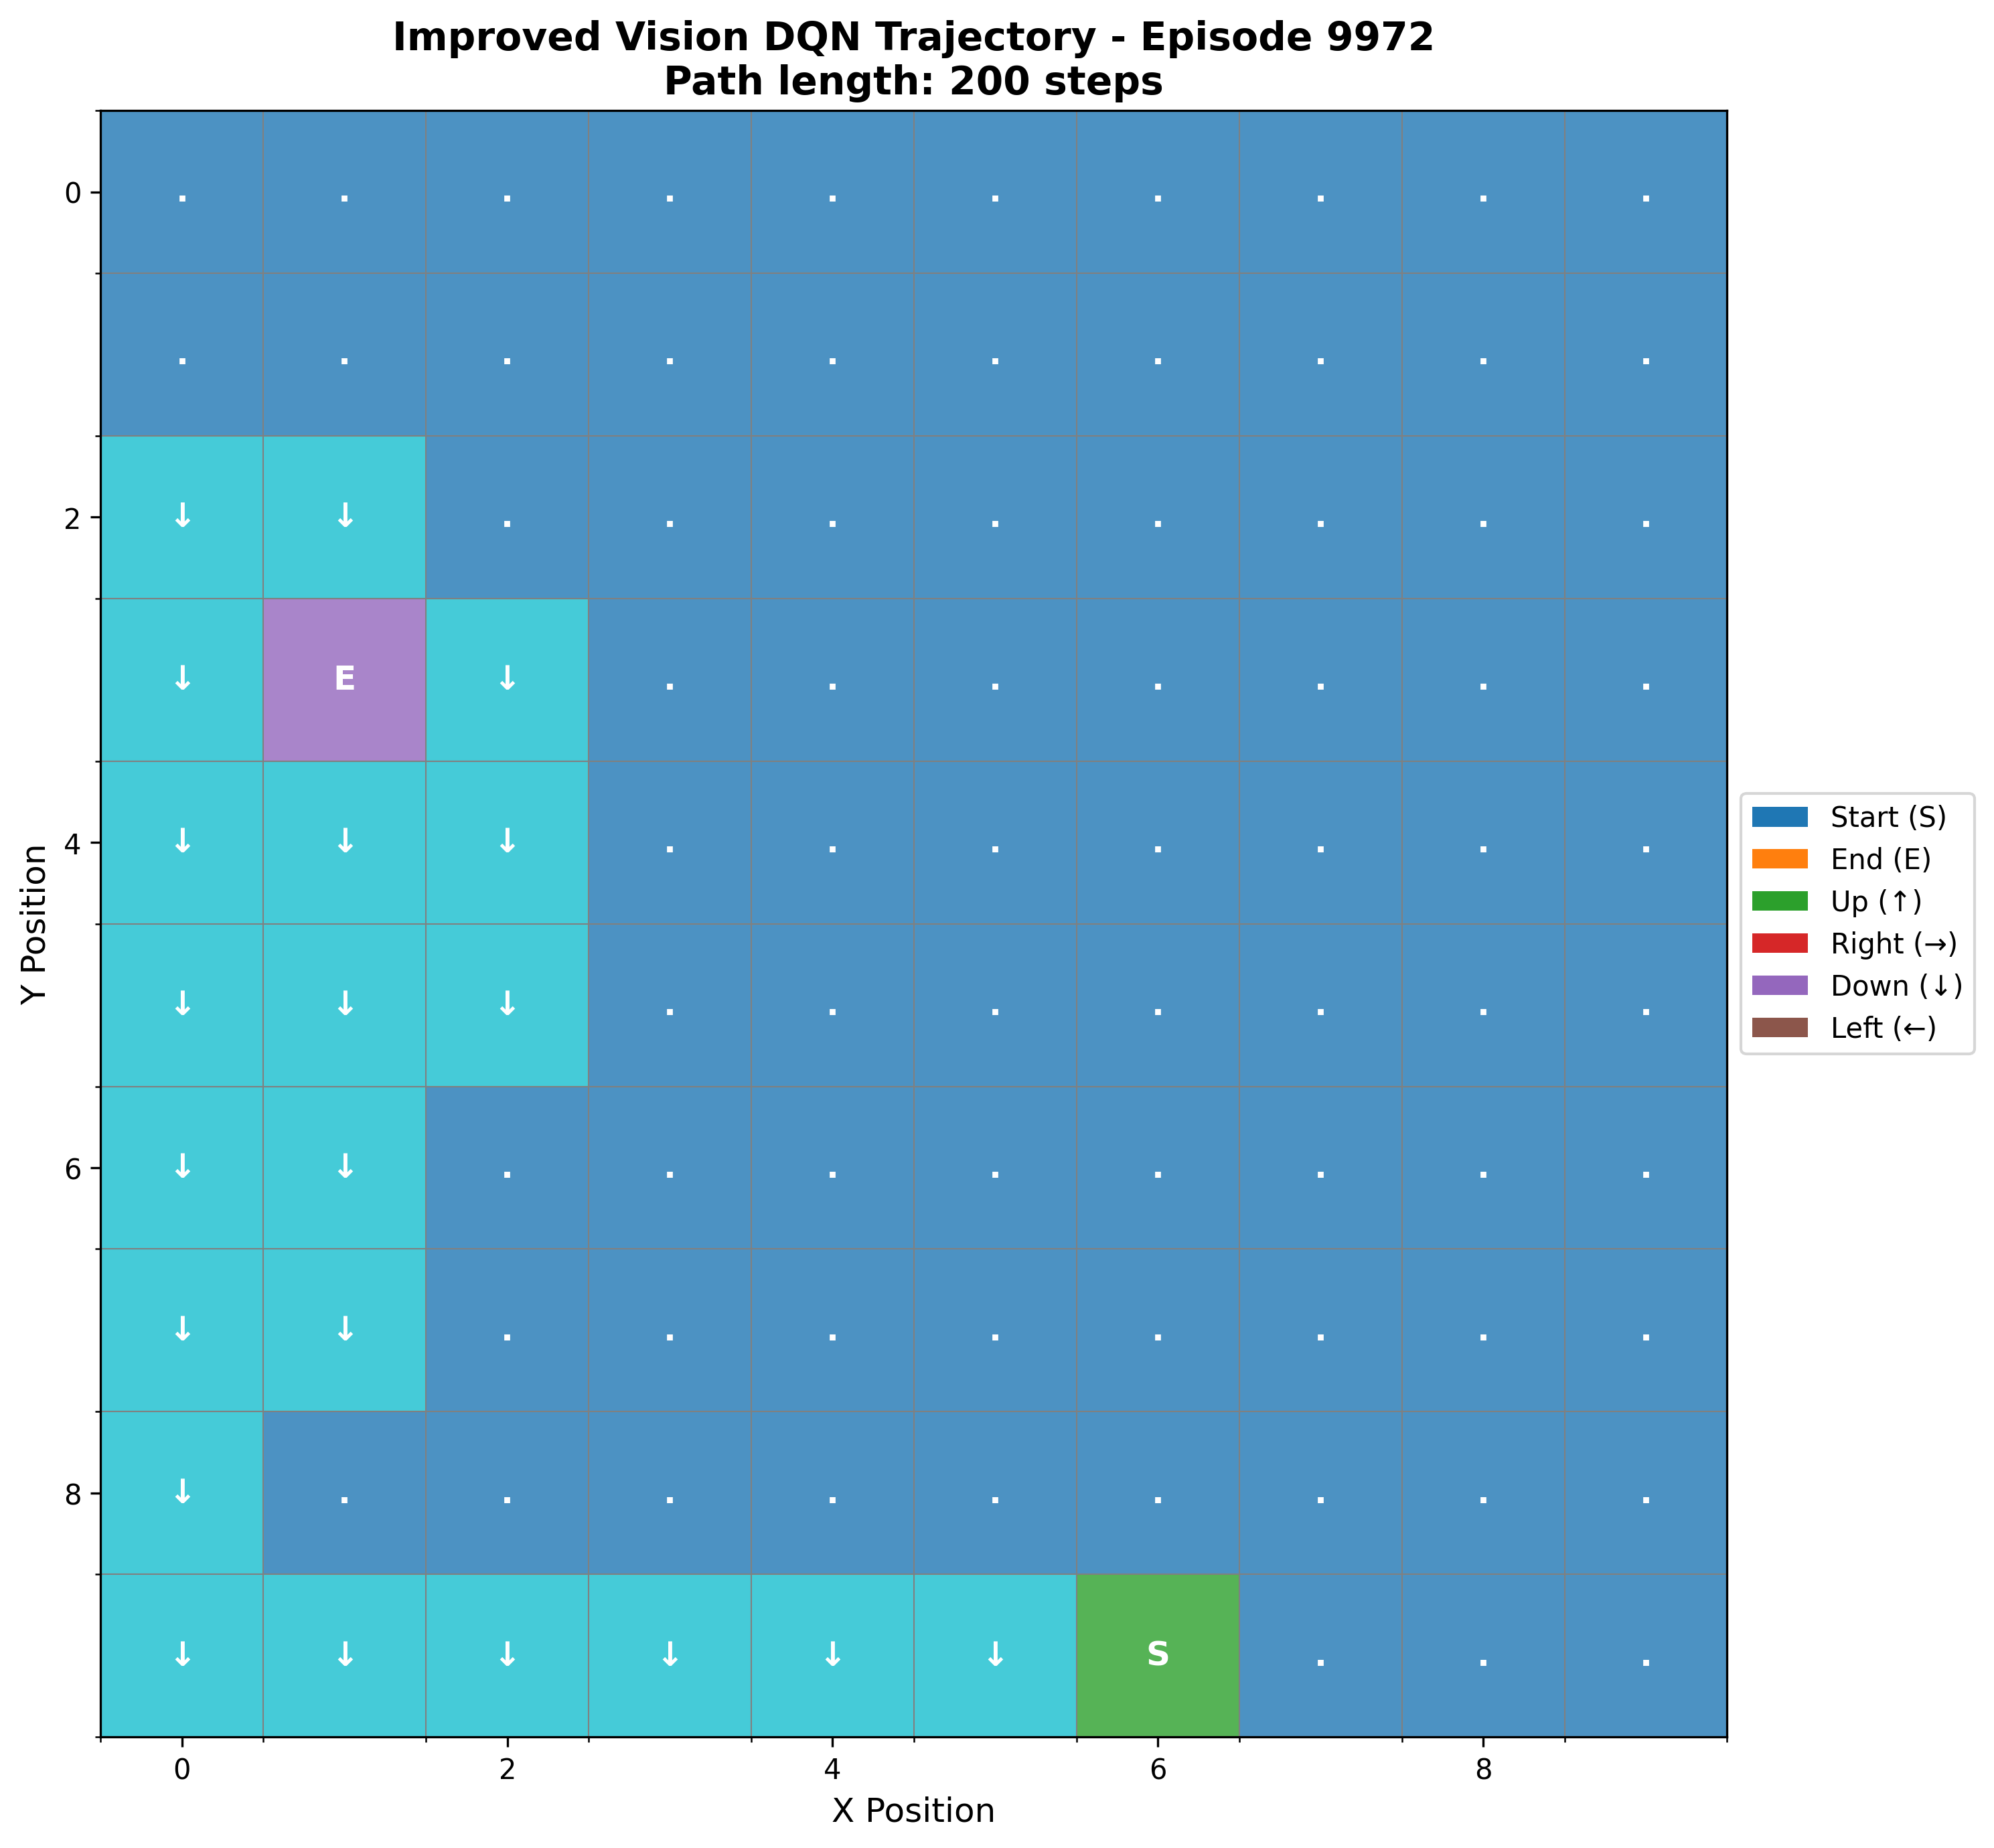 Improved Vision DQN Trajectory - Episode 9972
Path length: 200 steps
0 . . . . . . . . . .
. . . . . . . . . .
2 ↓ ↓ . . . . . . . .
↓ E ↓ . . . . . . .
4 ↓ ↓ ↓ . . . . . . .
↓ ↓ ↓ . . . . . . .
6 ↓ ↓ . . . . . . . .
↓ ↓ . . . . . . . .
8 ↓ . . . . . . . . .
↓ ↓ ↓ ↓ ↓ ↓ S . . .
0 2 4 6 8
X Position
Y Position
Start (S)
End (E)
Up (↑)
Right (→)
Down (↓)
Left (←)